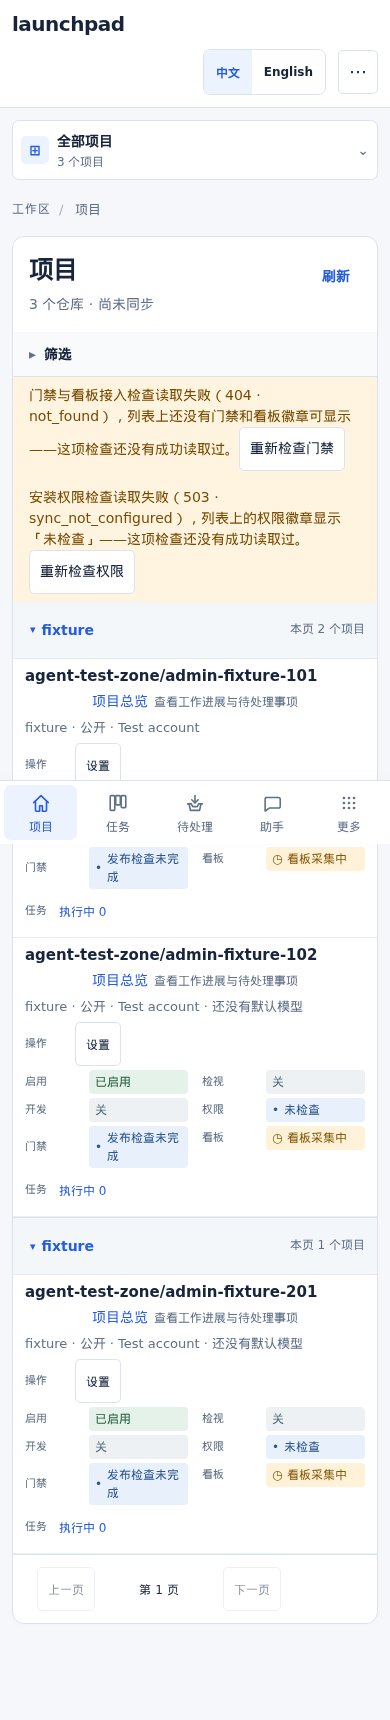 launchpad
中文 English ⋯
全部项目
3 个项目
工作区 / 项目
项目
刷新
3 个仓库 · 尚未同步
▸ 筛选
门禁与看板接入检查读取失败（404 ·
not_found），列表上还没有门禁和看板徽章可显示
——这项检查还没有成功读取过。 重新检查门禁
安装权限检查读取失败（503 ·
sync_not_configured），列表上的权限徽章显示
「未检查」——这项检查还没有成功读取过。
重新检查权限
▾ fixture 本页 2 个项目
agent-test-zone/admin-fixture-101
项目总览 查看工作进展与待处理事项
fixture · 公开 · Test account
操作 设置
项目 任务 待处理 助手 更多
门禁 • 发布检查未完成 看板 ◷ 看板采集中
任务 执行中 0
agent-test-zone/admin-fixture-102
项目总览 查看工作进展与待处理事项
fixture · 公开 · Test account · 还没有默认模型
操作 设置
启用 已启用 检视 关
开发 关 权限 • 未检查
门禁 • 发布检查未完成 看板 ◷ 看板采集中
任务 执行中 0
▾ fixture 本页 1 个项目
agent-test-zone/admin-fixture-201
项目总览 查看工作进展与待处理事项
fixture · 公开 · Test account · 还没有默认模型
操作 设置
启用 已启用 检视 关
开发 关 权限 • 未检查
门禁 • 发布检查未完成 看板 ◷ 看板采集中
任务 执行中 0
上一页 第 1 页 下一页